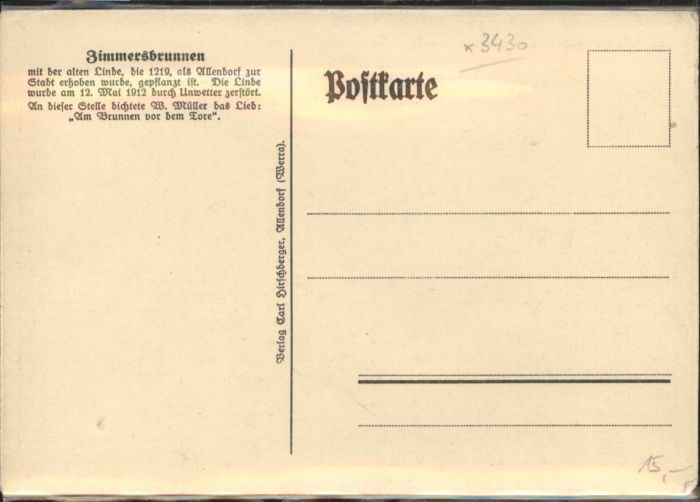 Zimmersbrunnen
mit der alten Linde, die 1219, als Allendorf zur
Stadt erhoben wurde, gepflanzt ist. Die Linde
wurde am 12. Mai 1912 durch Unwetter zerstört.
An dieser Stelle dichtete W. Müller das Lied:
„Am Brunnen vor dem Tore".
Verlag Carl Hirschberger, Allendorf (Werra).
x 3430
Postkarte
15,-